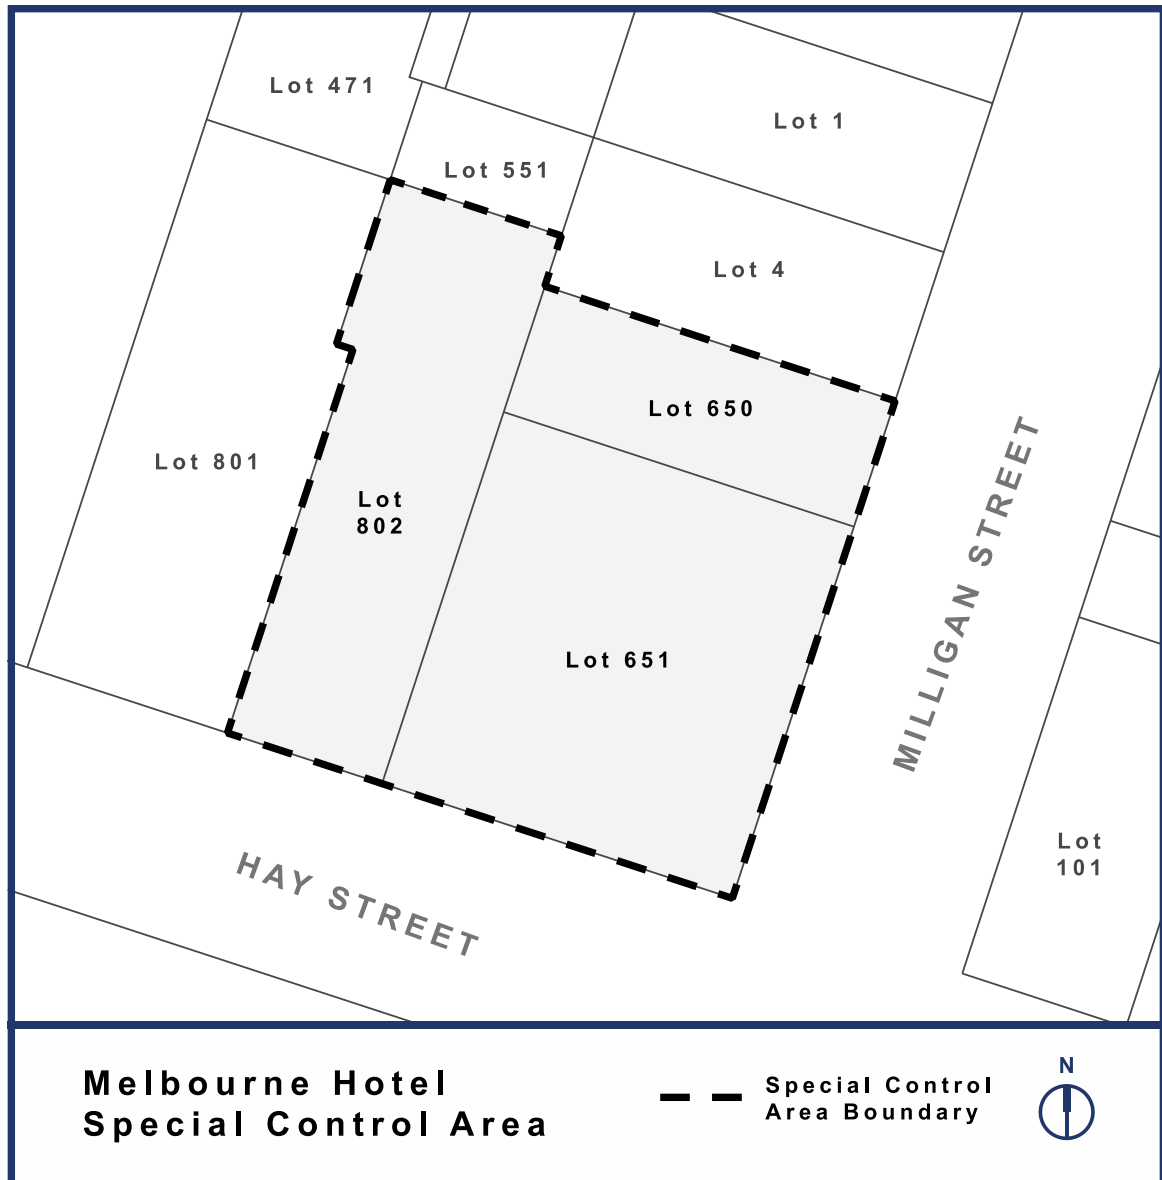 Lot 471
Lot 1
Lot 551
Lot 4
Lot 650
Lot 801
Lot
802
MILLIGAN STREET
Lot 651
Lot
101
HAY STREET
Melbourne Hotel
Special Control Area
Special Control
Area Boundary
N